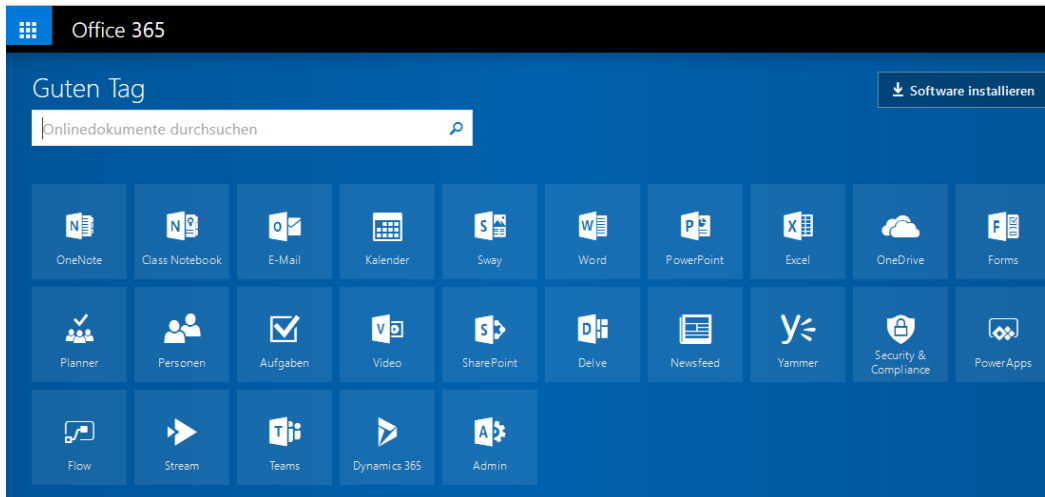 Office 365
Guten Tag
Software installieren
Onlinedokumente durchsuchen
OneNote
Class Notebook
E-Mail
Kalender
Sway
Word
PowerPoint
Excel
OneDrive
Forms
Planner
Personen
Aufgaben
Video
SharePoint
Delve
Newsfeed
Yammer
Security &
Compliance
PowerApps
Flow
Stream
Teams
Dynamics 365
Admin